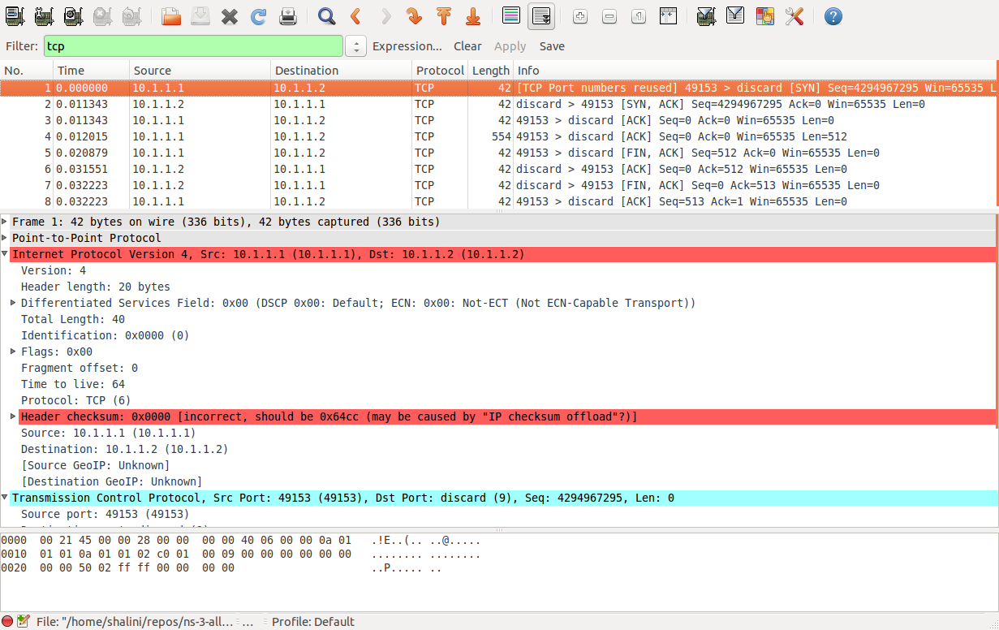 Filter: tcp Expression... Clear Apply Save
No. Time Source Destination Protocol Length Info
1 0.000000 10.1.1.1 10.1.1.2 TCP 42 [TCP Port numbers reused] 49153 > discard [SYN] Seq=4294967295 Win=65535 L
2 0.011343 10.1.1.2 10.1.1.1 TCP 42 discard > 49153 [SYN, ACK] Seq=4294967295 Ack=0 Win=65535 Len=0
3 0.011343 10.1.1.1 10.1.1.2 TCP 42 49153 > discard [ACK] Seq=0 Ack=0 Win=65535 Len=0
4 0.012015 10.1.1.1 10.1.1.2 TCP 554 49153 > discard [ACK] Seq=0 Ack=0 Win=65535 Len=512
5 0.020879 10.1.1.1 10.1.1.2 TCP 42 49153 > discard [FIN, ACK] Seq=512 Ack=0 Win=65535 Len=0
6 0.031551 10.1.1.2 10.1.1.1 TCP 42 discard > 49153 [ACK] Seq=0 Ack=512 Win=65535 Len=0
7 0.032223 10.1.1.2 10.1.1.1 TCP 42 discard > 49153 [FIN, ACK] Seq=0 Ack=513 Win=65535 Len=0
8 0.032223 10.1.1.1 10.1.1.2 TCP 42 49153 > discard [ACK] Seq=513 Ack=1 Win=65535 Len=0
Frame 1: 42 bytes on wire (336 bits), 42 bytes captured (336 bits)
Point-to-Point Protocol
Internet Protocol Version 4, Src: 10.1.1.1 (10.1.1.1), Dst: 10.1.1.2 (10.1.1.2)
Version: 4
Header length: 20 bytes
Differentiated Services Field: 0x00 (DSCP 0x00: Default; ECN: 0x00: Not-ECT (Not ECN-Capable Transport))
Total Length: 40
Identification: 0x0000 (0)
Flags: 0x00
Fragment offset: 0
Time to live: 64
Protocol: TCP (6)
Header checksum: 0x0000 [incorrect, should be 0x64cc (may be caused by "IP checksum offload"?)]
Source: 10.1.1.1 (10.1.1.1)
Destination: 10.1.1.2 (10.1.1.2)
[Source GeoIP: Unknown]
[Destination GeoIP: Unknown]
Transmission Control Protocol, Src Port: 49153 (49153), Dst Port: discard (9), Seq: 4294967295, Len: 0
Source port: 49153 (49153)
0000 00 21 45 00 00 28 00 00 00 00 40 06 00 00 0a 01 .!E..(.. ..@.....
0010 01 01 0a 01 01 02 c0 01 00 09 00 00 00 00 00 00 ........ ........
0020 00 00 50 02 ff ff 00 00 00 00 ..P..... ..
File: "/home/shalini/repos/ns-3-all... ... Profile: Default